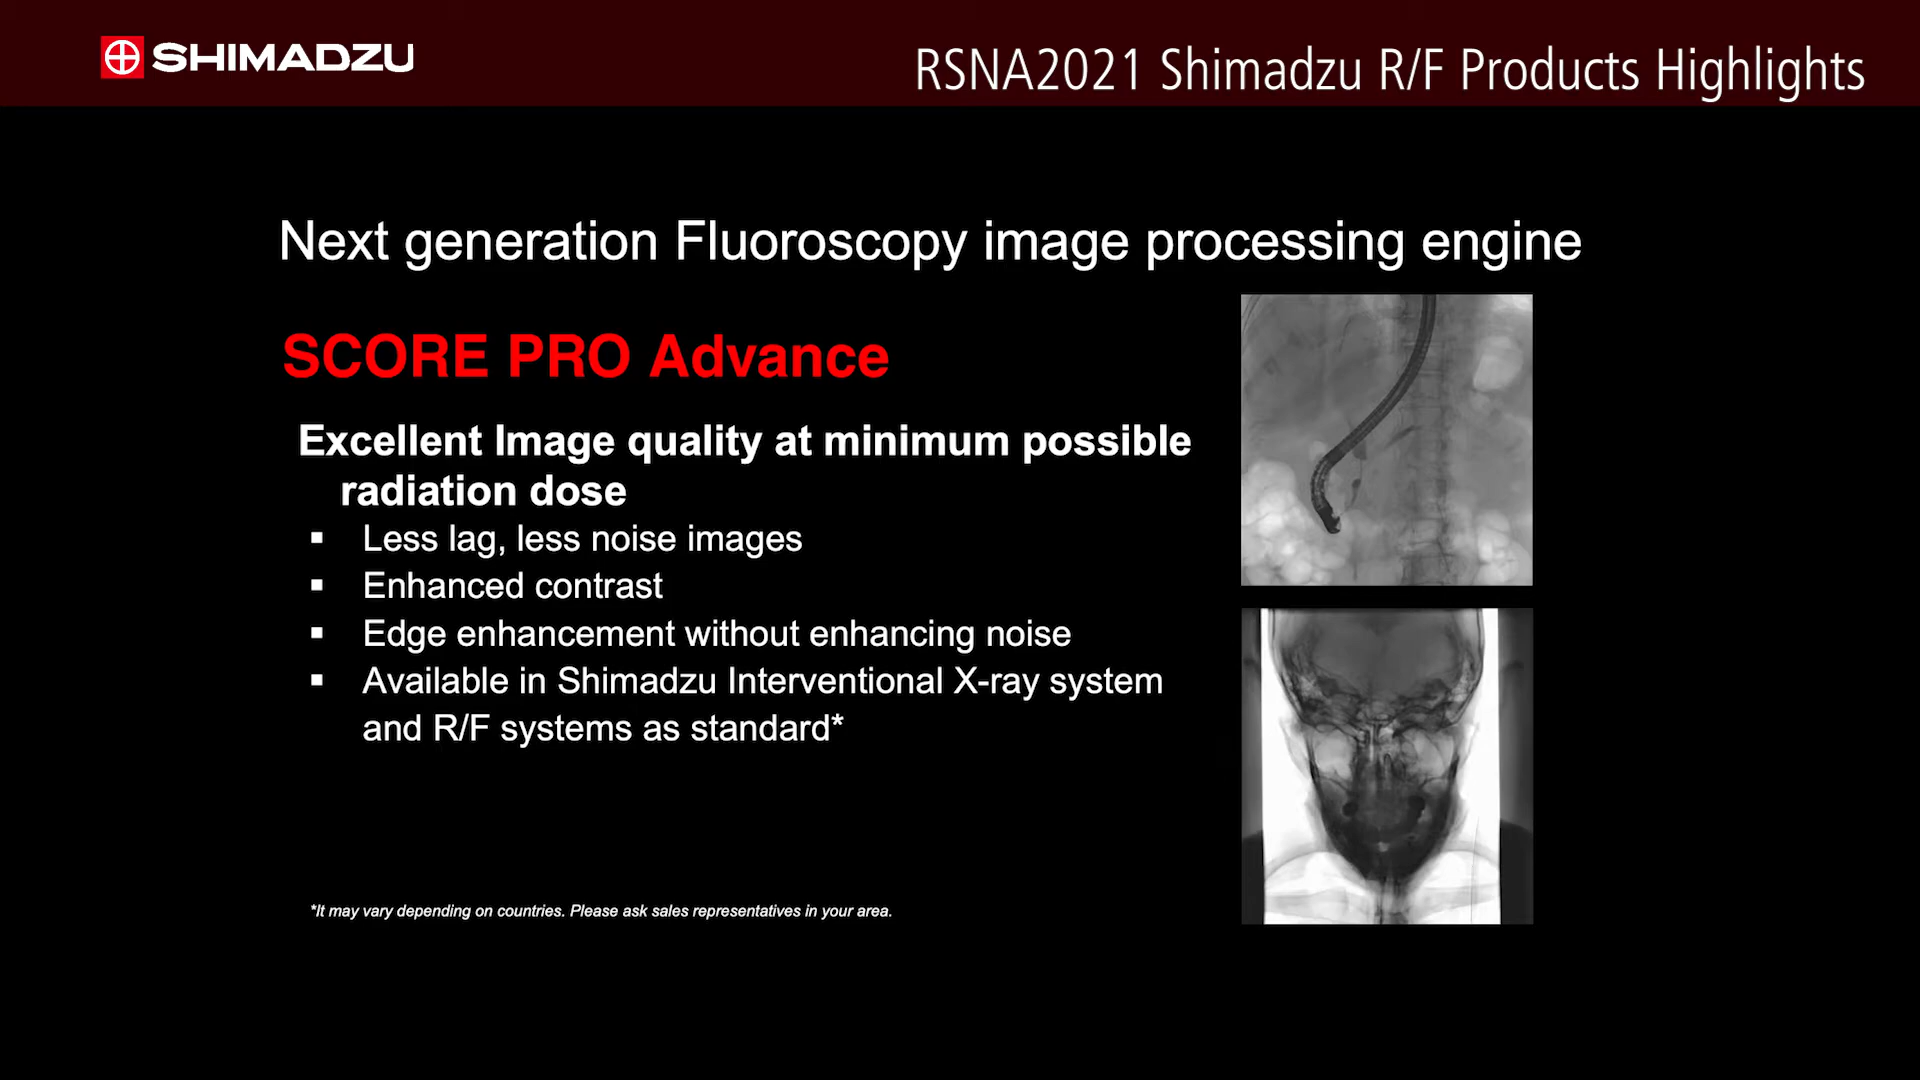 SHIMADZU
RSNA2021 Shimadzu R/F Products Highlights
Next generation Fluoroscopy image processing engine
SCORE PRO Advance
Excellent Image quality at minimum possible
radiation dose
▪ Less lag, less noise images
▪ Enhanced contrast
▪ Edge enhancement without enhancing noise
▪ Available in Shimadzu Interventional X-ray system
and R/F systems as standard*
*It may vary depending on countries. Please ask sales representatives in your area.